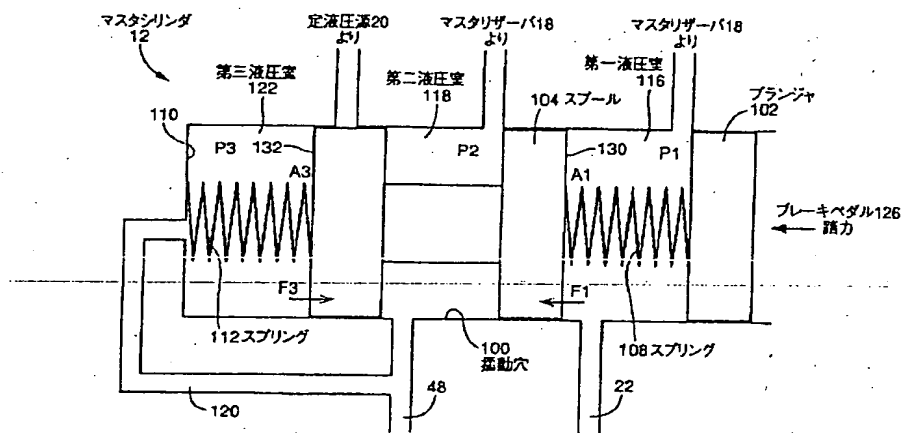 マスタシリンダ
12
定液圧源20
より
マスタリザーバ18
より
マスタリザーバ18
より
第三液圧室
122
第二液圧室
118
104 スプール
第一液圧室
116
プランジャ
102
110
P3
132
A3
P2
130
P1
A1
ブレーキペダル126
踏力
F3
F1
112スプリング
100
摺動穴
108スプリング
120
48
22